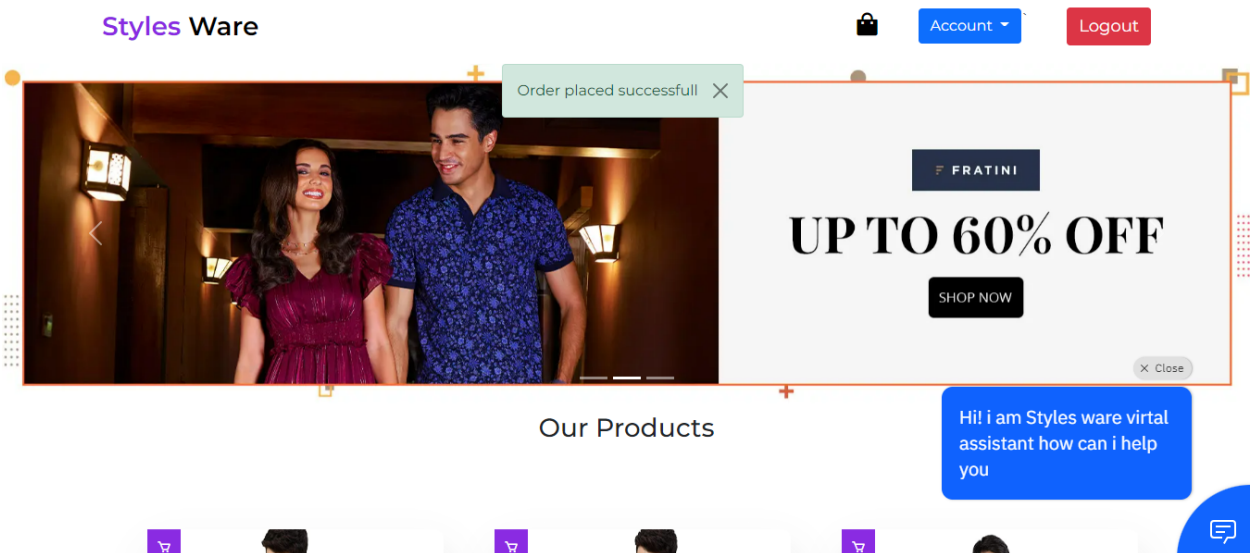 Styles Ware
Account
Logout
Order placed successfull
FRATINI
UP TO 60% OFF
SHOP NOW
× Close
Our Products
Hi! i am Styles ware virtal
assistant how can i help
you